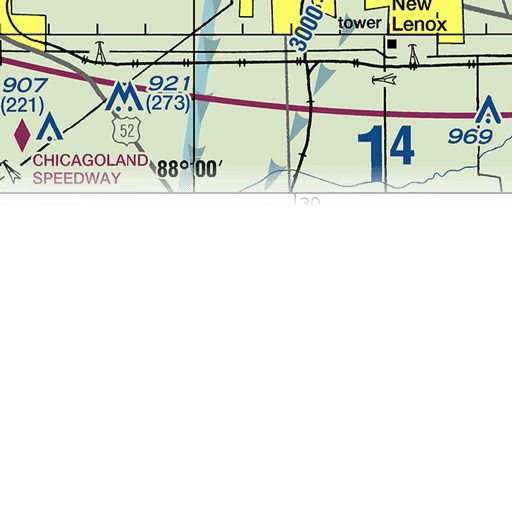 New
Lenox
tower
3000
907
(221)
921
(273)
52
969
14
CHICAGOLAND
SPEEDWAY
88°00′
30